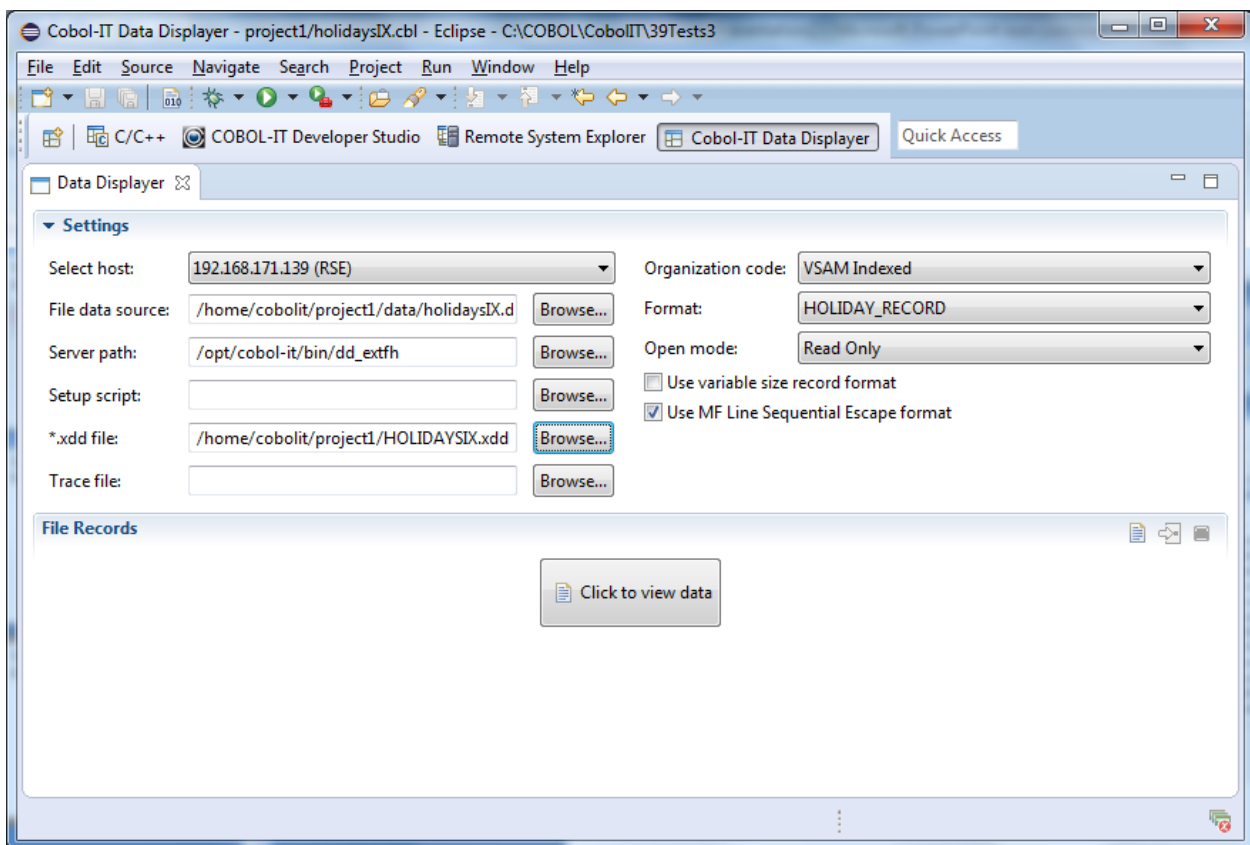 Cobol-IT Data Displayer - project1/holidaysIX.cbl - Eclipse - C:\COBOL\CobolIT\39Tests3
File Edit Source Navigate Search Project Run Window Help
010
C/C++ COBOL-IT Developer Studio Remote System Explorer Cobol-IT Data Displayer Quick Access
Data Displayer
Settings
Select host: 192.168.171.139 (RSE) Organization code: VSAM Indexed
File data source: /home/cobolit/project1/data/holidaysIX.d Browse... Format: HOLIDAY_RECORD
Server path: /opt/cobol-it/bin/dd_extfh Browse... Open mode: Read Only
Use variable size record format
Setup script: Browse...
Use MF Line Sequential Escape format
*.xdd file: /home/cobolit/project1/HOLIDAYSIX.xdd Browse...
Trace file: Browse...
File Records
Click to view data